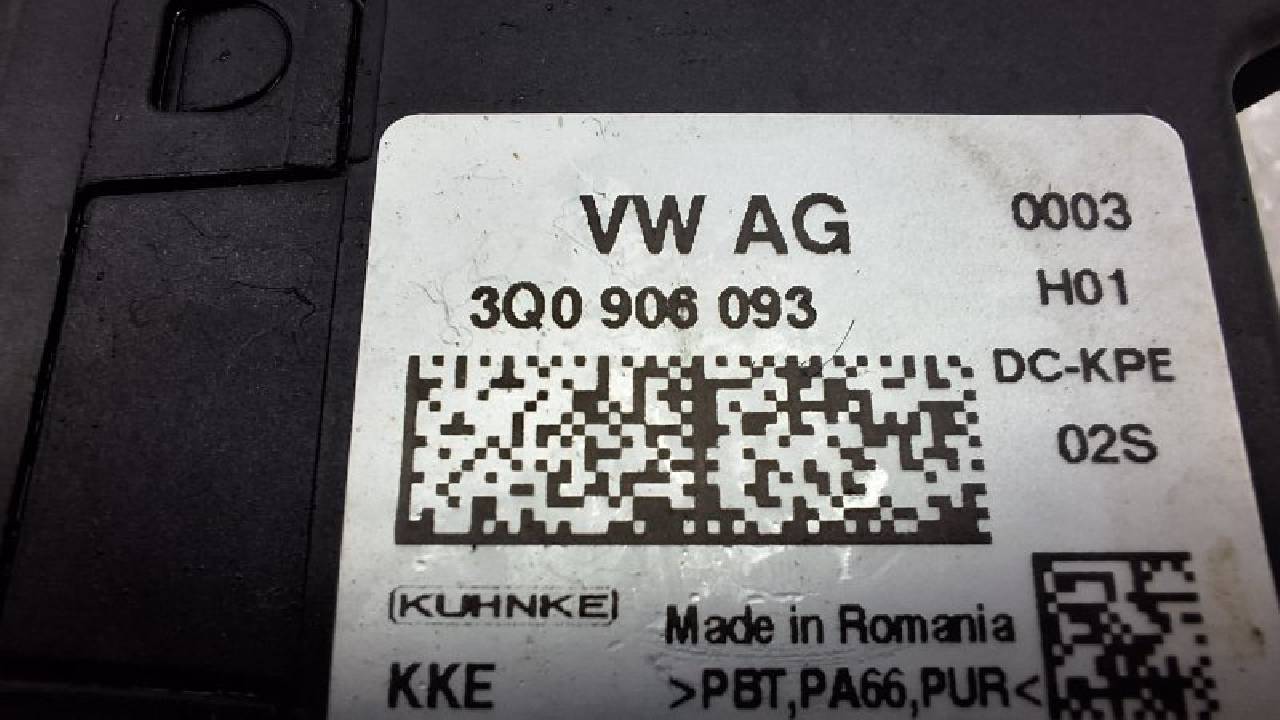 VW AG
0003
3Q0 906 093
H01
DC-KPE
02S
KUHNKE
Made in Romania
KKE
>PBT,PA66,PUR<